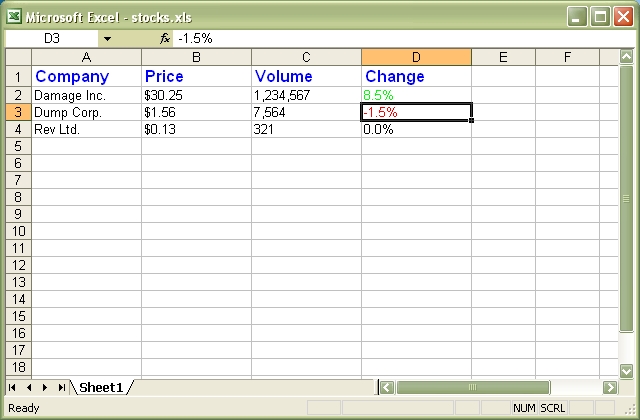 Microsoft Excel - stocks.xls
D3 fx -1.5%
A B C D E F
1 Company Price Volume Change
2 Damage Inc. $30.25 1,234,567 8.5%
3 Dump Corp. $1.56 7,564 -1.5%
4 Rev Ltd. $0.13 321 0.0%
5
6
7
8
9
10
11
12
13
14
15
16
17
18
Sheet1
Ready NUM SCRL